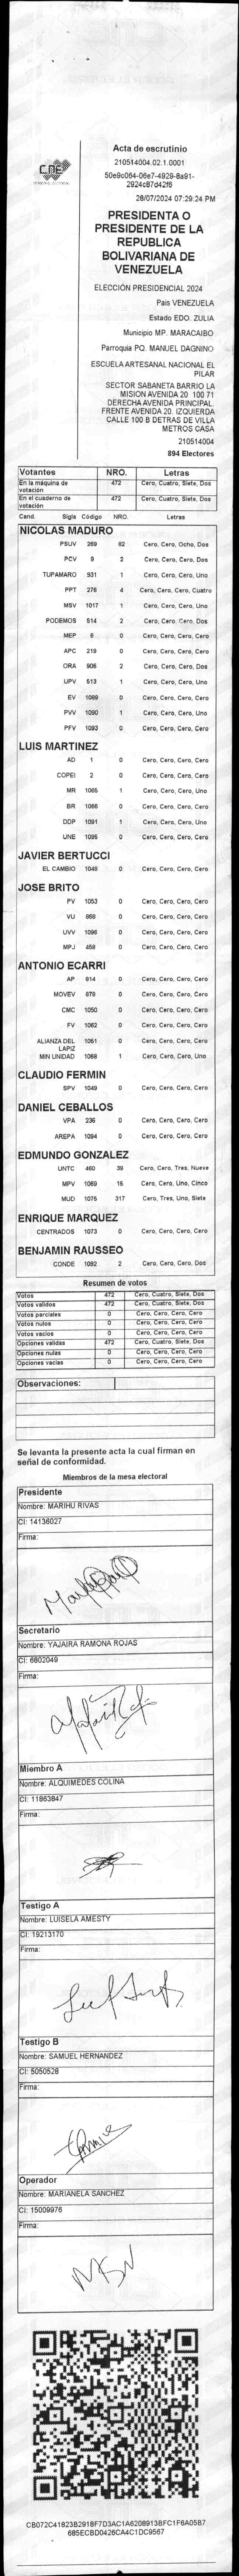 CNE
Acta de escrutinio
210514004.02.1.0001
50e9c064-06e7-4929-8a91-
2924c87d42f6
28/07/2024 07:29:24 PM
PRESIDENTA O
PRESIDENTE DE LA
REPUBLICA
BOLIVARIANA DE
VENEZUELA
ELECCIÓN PRESIDENCIAL 2024
Pais VENEZUELA
Estado EDO. ZULIA
Municipio MP. MARACAIBO
Parroquia PQ. MANUEL DAGNINO
ESCUELA ARTESANAL NACIONAL EL
PILAR
SECTOR SABANETA BARRIO LA
MISION AVENIDA 20 100 71
DERECHA AVENIDA PRINCIPAL.
FRENTE AVENIDA 20. IZQUIERDA
CALLE 100 B DETRAS DE VILLA
METROS CASA
210514004
894 Electores
Votantes NRO. Letras
En la máquina de votación 472 Cero, Cuatro, Siete, Dos
En el cuaderno de votación 472 Cero, Cuatro, Siete, Dos
Cand. Sigla Código NRO. Letras
NICOLAS MADURO
PSUV 269 82 Cero, Cero, Ocho, Dos
PCV 9 2 Cero, Cero, Cero, Dos
TUPAMARO 931 1 Cero, Cero, Cero, Uno
PPT 276 4 Cero, Cero, Cero, Cuatro
MSV 1017 1 Cero, Cero, Cero, Uno
PODEMOS 514 2 Cero, Cero, Cero, Dos
MEP 6 0 Cero, Cero, Cero, Cero
APC 219 0 Cero, Cero, Cero, Cero
ORA 906 2 Cero, Cero, Cero, Dos
UPV 513 1 Cero, Cero, Cero, Uno
EV 1089 0 Cero, Cero, Cero, Cero
PVV 1090 1 Cero, Cero, Cero, Uno
PFV 1093 0 Cero, Cero, Cero, Cero
LUIS MARTINEZ
AD 1 0 Cero, Cero, Cero, Cero
COPEI 2 0 Cero, Cero, Cero, Cero
MR 1065 1 Cero, Cero, Cero, Uno
BR 1066 0 Cero, Cero, Cero, Cero
DDP 1091 1 Cero, Cero, Cero, Uno
UNE 1095 0 Cero, Cero, Cero, Cero
JAVIER BERTUCCI
EL CAMBIO 1048 0 Cero, Cero, Cero, Cero
JOSE BRITO
PV 1053 0 Cero, Cero, Cero, Cero
VU 868 0 Cero, Cero, Cero, Cero
UVV 1096 0 Cero, Cero, Cero, Cero
MPJ 458 0 Cero, Cero, Cero, Cero
ANTONIO ECARRI
AP 814 0 Cero, Cero, Cero, Cero
MOVEV 879 0 Cero, Cero, Cero, Cero
CMC 1050 0 Cero, Cero, Cero, Cero
FV 1062 0 Cero, Cero, Cero, Cero
ALIANZA DEL LAPIZ 1051 0 Cero, Cero, Cero, Cero
MIN UNIDAD 1068 1 Cero, Cero, Cero, Uno
CLAUDIO FERMIN
SPV 1049 0 Cero, Cero, Cero, Cero
DANIEL CEBALLOS
VPA 236 0 Cero, Cero, Cero, Cero
AREPA 1094 0 Cero, Cero, Cero, Cero
EDMUNDO GONZALEZ
UNTC 460 39 Cero, Cero, Tres, Nueve
MPV 1069 15 Cero, Cero, Uno, Cinco
MUD 1075 317 Cero, Tres, Uno, Siete
ENRIQUE MARQUEZ
CENTRADOS 1073 0 Cero, Cero, Cero, Cero
BENJAMIN RAUSSEO
CONDE 1092 2 Cero, Cero, Cero, Dos
Resumen de votos
Votos 472 Cero, Cuatro, Siete, Dos
Votos validos 472 Cero, Cuatro, Siete, Dos
Votos parciales 0 Cero, Cero, Cero, Cero
Votos nulos 0 Cero, Cero, Cero, Cero
Votos vacios 0 Cero, Cero, Cero, Cero
Opciones validas 472 Cero, Cuatro, Siete, Dos
Opciones nulas 0 Cero, Cero, Cero, Cero
Opciones vacias 0 Cero, Cero, Cero, Cero
Observaciones:
Se levanta la presente acta la cual firman en
señal de conformidad.
Miembros de la mesa electoral
Presidente
Nombre: MARIHU RIVAS
CI: 14136027
Firma:
Secretario
Nombre: YAJAIRA RAMONA ROJAS
CI: 6802049
Firma:
Miembro A
Nombre: ALQUIMEDES COLINA
CI: 11863847
Firma:
Testigo A
Nombre: LUISELA AMESTY
CI: 19213170
Firma:
Testigo B
Nombre: SAMUEL HERNANDEZ
CI: 5050528
Firma:
Operador
Nombre: MARIANELA SANCHEZ
CI: 15009976
Firma:
CB072C41823B2918F7D3AC1A6208913BFC1F6A05B7
685ECBD0426CA4C1DC9567